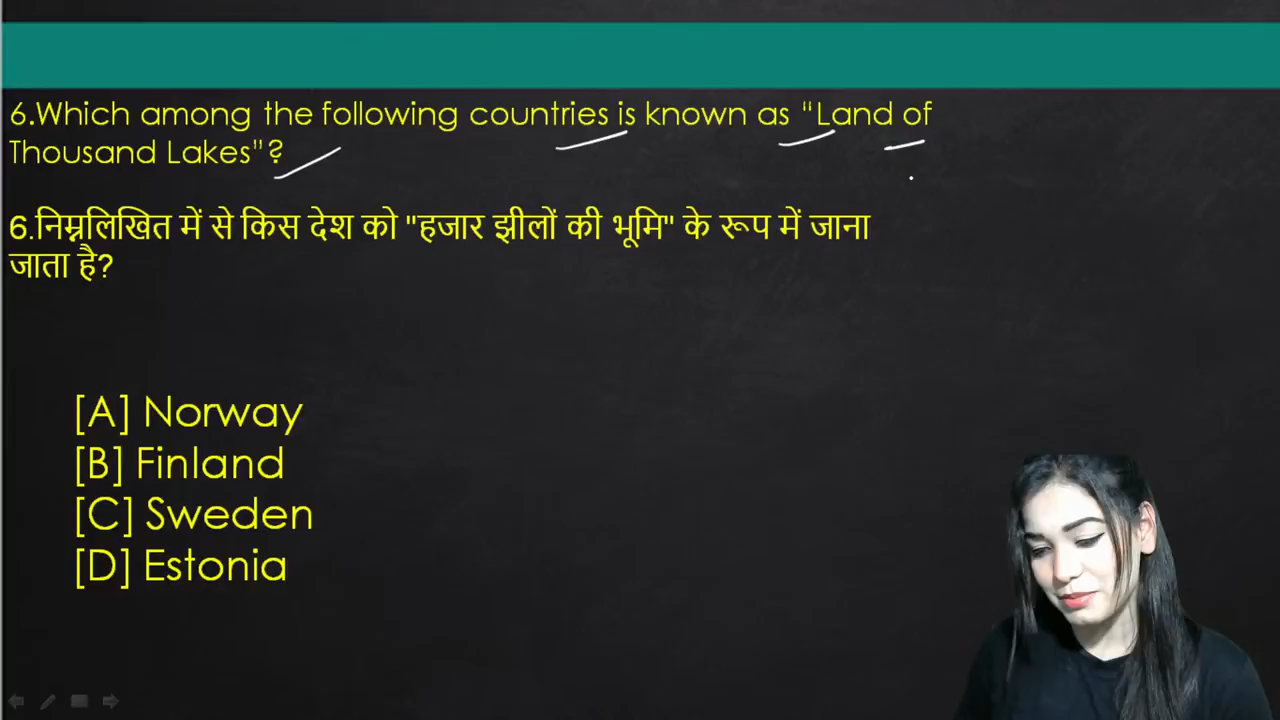 6.Which among the following countries is known as "Land of
Thousand Lakes"?
6.निम्नलिखित में से किस देश को "हजार झीलों की भूमि" के रूप में जाना
जाता है?
[A] Norway
[B] Finland
[C] Sweden
[D] Estonia